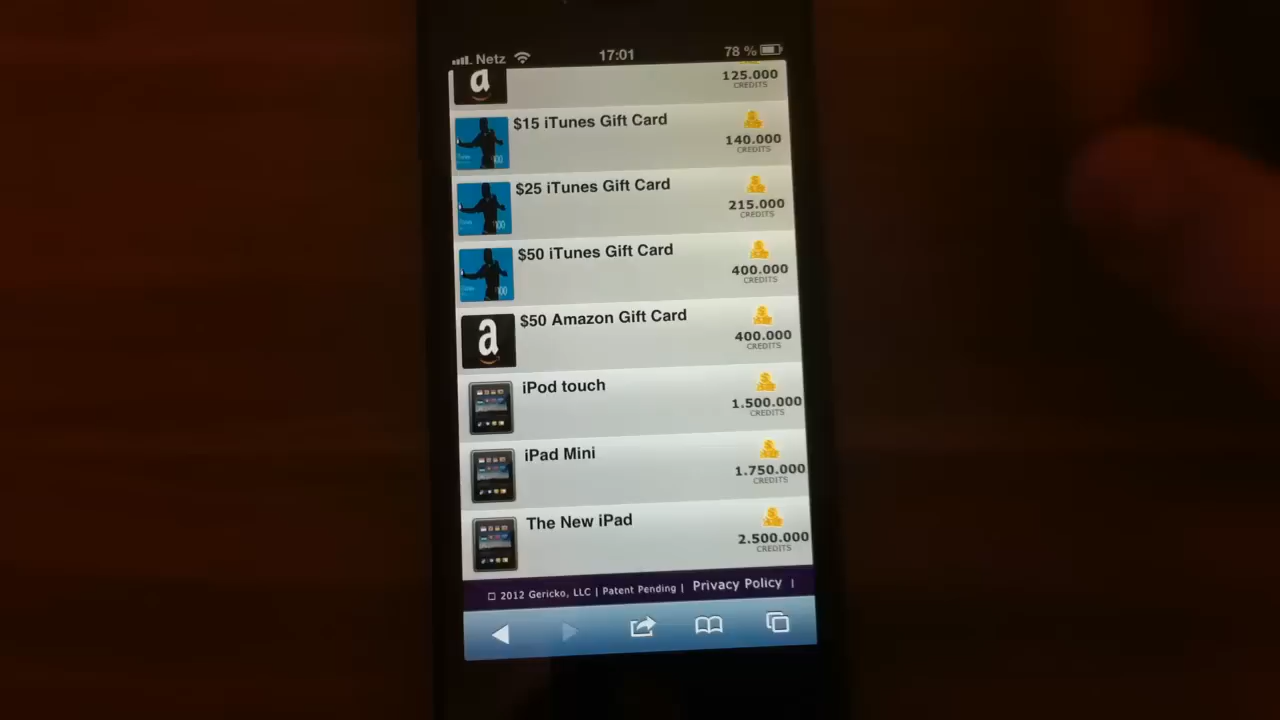 Netz 17:01 78 %
a
125.000
CREDITS
$15 iTunes Gift Card
140.000
CREDITS
$25 iTunes Gift Card
215.000
CREDITS
$50 iTunes Gift Card
400.000
CREDITS
a
$50 Amazon Gift Card
400.000
CREDITS
iPod touch
1.500.000
CREDITS
iPad Mini
1.750.000
CREDITS
The New iPad
2.500.000
CREDITS
2012 Gericko, LLC | Patent Pending | Privacy Policy |